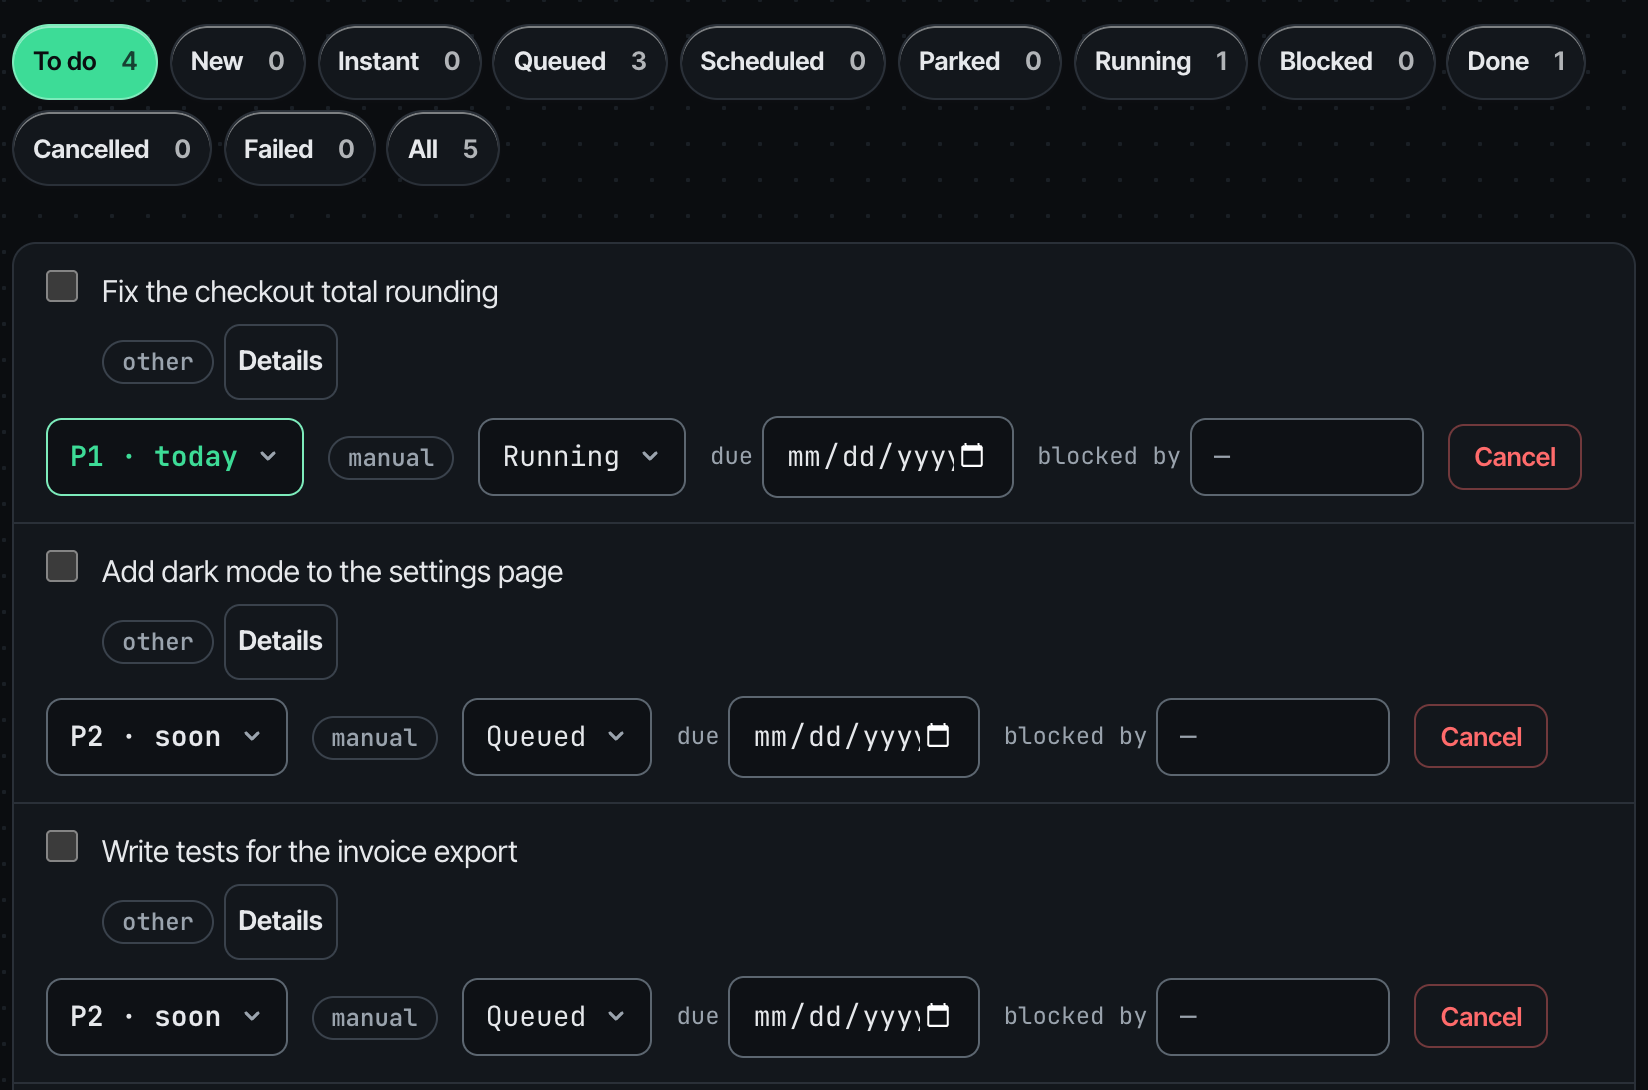 To do 4 New 0 Instant 0 Queued 3 Scheduled 0 Parked 0 Running 1 Blocked 0 Done 1
Cancelled 0 Failed 0 All 5
Fix the checkout total rounding
other Details
P1 · today manual Running due mm/dd/yyyy blocked by — Cancel
Add dark mode to the settings page
other Details
P2 · soon manual Queued due mm/dd/yyyy blocked by — Cancel
Write tests for the invoice export
other Details
P2 · soon manual Queued due mm/dd/yyyy blocked by — Cancel